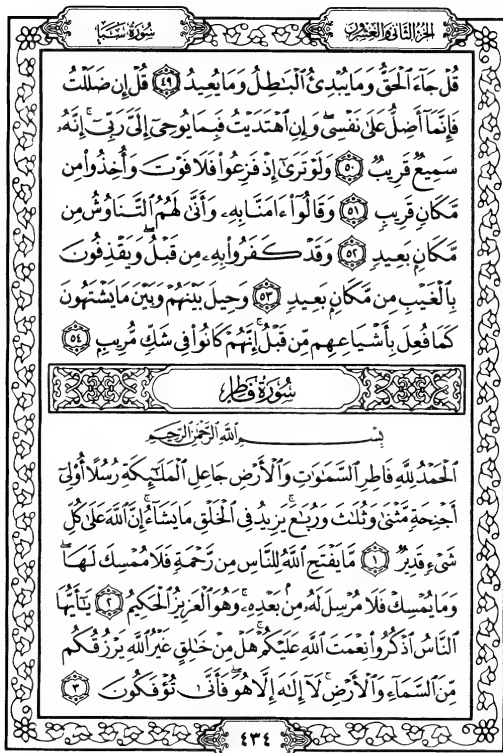 الجزء الثاني والعشرون
سورة سبإ
قُلْ جَآءَ ٱلْحَقُّ وَمَا يُبْدِئُ ٱلْبَٰطِلُ وَمَا يُعِيدُ ٤٩ قُلْ إِن ضَلَلْتُ
فَإِنَّمَآ أَضِلُّ عَلَىٰ نَفْسِى ۖ وَإِنِ ٱهْتَدَيْتُ فَبِمَا يُوحِىٓ إِلَىَّ رَبِّىٓ ۚ إِنَّهُۥ
سَمِيعٌ قَرِيبٌ ٥٠ وَلَوْ تَرَىٰٓ إِذْ فَزِعُوا۟ فَلَا فَوْتَ وَأُخِذُوا۟ مِن
مَّكَانٍ قَرِيبٍ ٥١ وَقَالُوٓا۟ ءَامَنَّا بِهِۦ وَأَنَّىٰ لَهُمُ ٱلتَّنَاوُشُ مِن
مَّكَانٍۭ بَعِيدٍ ٥٢ وَقَدْ كَفَرُوا۟ بِهِۦ مِن قَبْلُ ۖ وَيَقْذِفُونَ
بِٱلْغَيْبِ مِن مَّكَانٍۭ بَعِيدٍ ٥٣ وَحِيلَ بَيْنَهُمْ وَبَيْنَ مَا يَشْتَهُونَ
كَمَا فُعِلَ بِأَشْيَاعِهِم مِّن قَبْلُ ۚ إِنَّهُمْ كَانُوا۟ فِى شَكٍّ مُّرِيبٍۭ ٥٤
سورة فاطر
بِسْمِ ٱللَّهِ ٱلرَّحْمَٰنِ ٱلرَّحِيمِ
ٱلْحَمْدُ لِلَّهِ فَاطِرِ ٱلسَّمَٰوَٰتِ وَٱلْأَرْضِ جَاعِلِ ٱلْمَلَٰٓئِكَةِ رُسُلًا أُو۟لِىٓ
أَجْنِحَةٍ مَّثْنَىٰ وَثُلَٰثَ وَرُبَٰعَ ۚ يَزِيدُ فِى ٱلْخَلْقِ مَا يَشَآءُ ۚ إِنَّ ٱللَّهَ عَلَىٰ كُلِّ
شَىْءٍ قَدِيرٌ ١ مَّا يَفْتَحِ ٱللَّهُ لِلنَّاسِ مِن رَّحْمَةٍ فَلَا مُمْسِكَ لَهَا ۖ
وَمَا يُمْسِكْ فَلَا مُرْسِلَ لَهُۥ مِنۢ بَعْدِهِۦ ۚ وَهُوَ ٱلْعَزِيزُ ٱلْحَكِيمُ ٢ يَٰٓأَيُّهَا
ٱلنَّاسُ ٱذْكُرُوا۟ نِعْمَتَ ٱللَّهِ عَلَيْكُمْ ۚ هَلْ مِنْ خَٰلِقٍ غَيْرُ ٱللَّهِ يَرْزُقُكُم
مِّنَ ٱلسَّمَآءِ وَٱلْأَرْضِ ۚ لَآ إِلَٰهَ إِلَّا هُوَ ۖ فَأَنَّىٰ تُؤْفَكُونَ ٣
٤٣٤